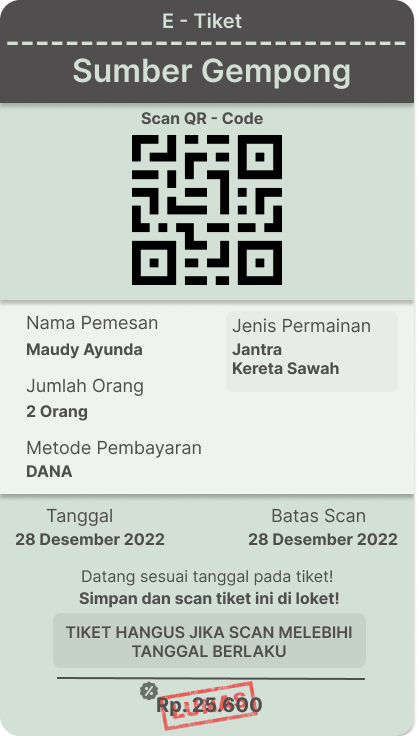 E - Tiket
Sumber Gempong
Scan QR - Code
Nama Pemesan
Maudy Ayunda
Jenis Permainan
Jantra
Kereta Sawah
Jumlah Orang
2 Orang
Metode Pembayaran
DANA
Tanggal
28 Desember 2022
Batas Scan
28 Desember 2022
Datang sesuai tanggal pada tiket!
Simpan dan scan tiket ini di loket!
TIKET HANGUS JIKA SCAN MELEBIHI
TANGGAL BERLAKU
Rp. 25.600
LUNAS